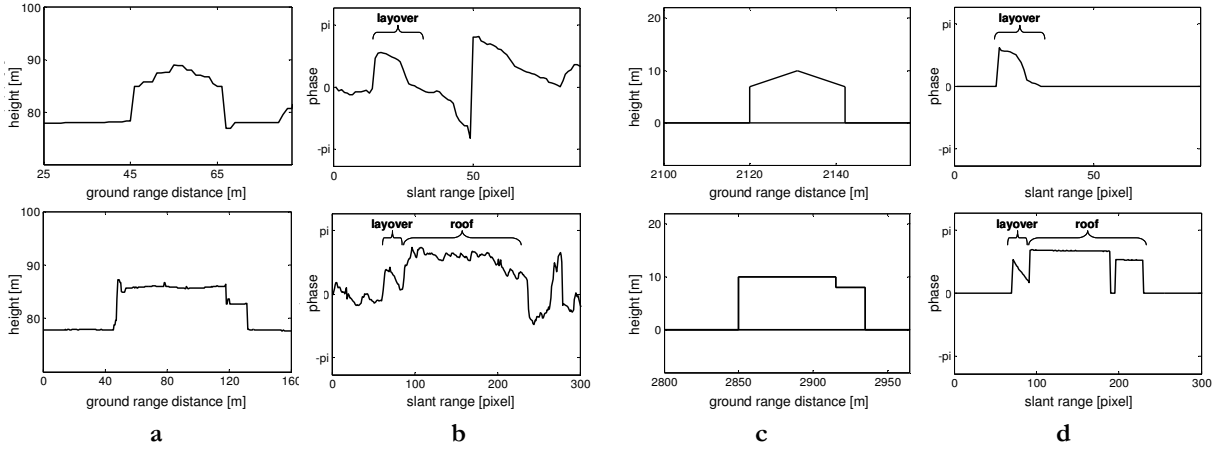 100
90
80
height [m]
25
45
65
ground range distance [m]
layover
pi
0
-pi
phase
0
50
slant range [pixel]
20
10
0
height [m]
2100
2120
2140
ground range distance [m]
layover
pi
0
-pi
phase
0
50
slant range [pixel]
100
90
80
height [m]
0
40
80
120
160
ground range distance [m]
layover
roof
pi
0
-pi
phase
0
100
200
300
slant range [pixel]
20
10
0
height [m]
2800
2850
2900
2950
ground range distance [m]
layover
roof
pi
0
-pi
phase
0
100
200
300
slant range [pixel]
a
b
c
d